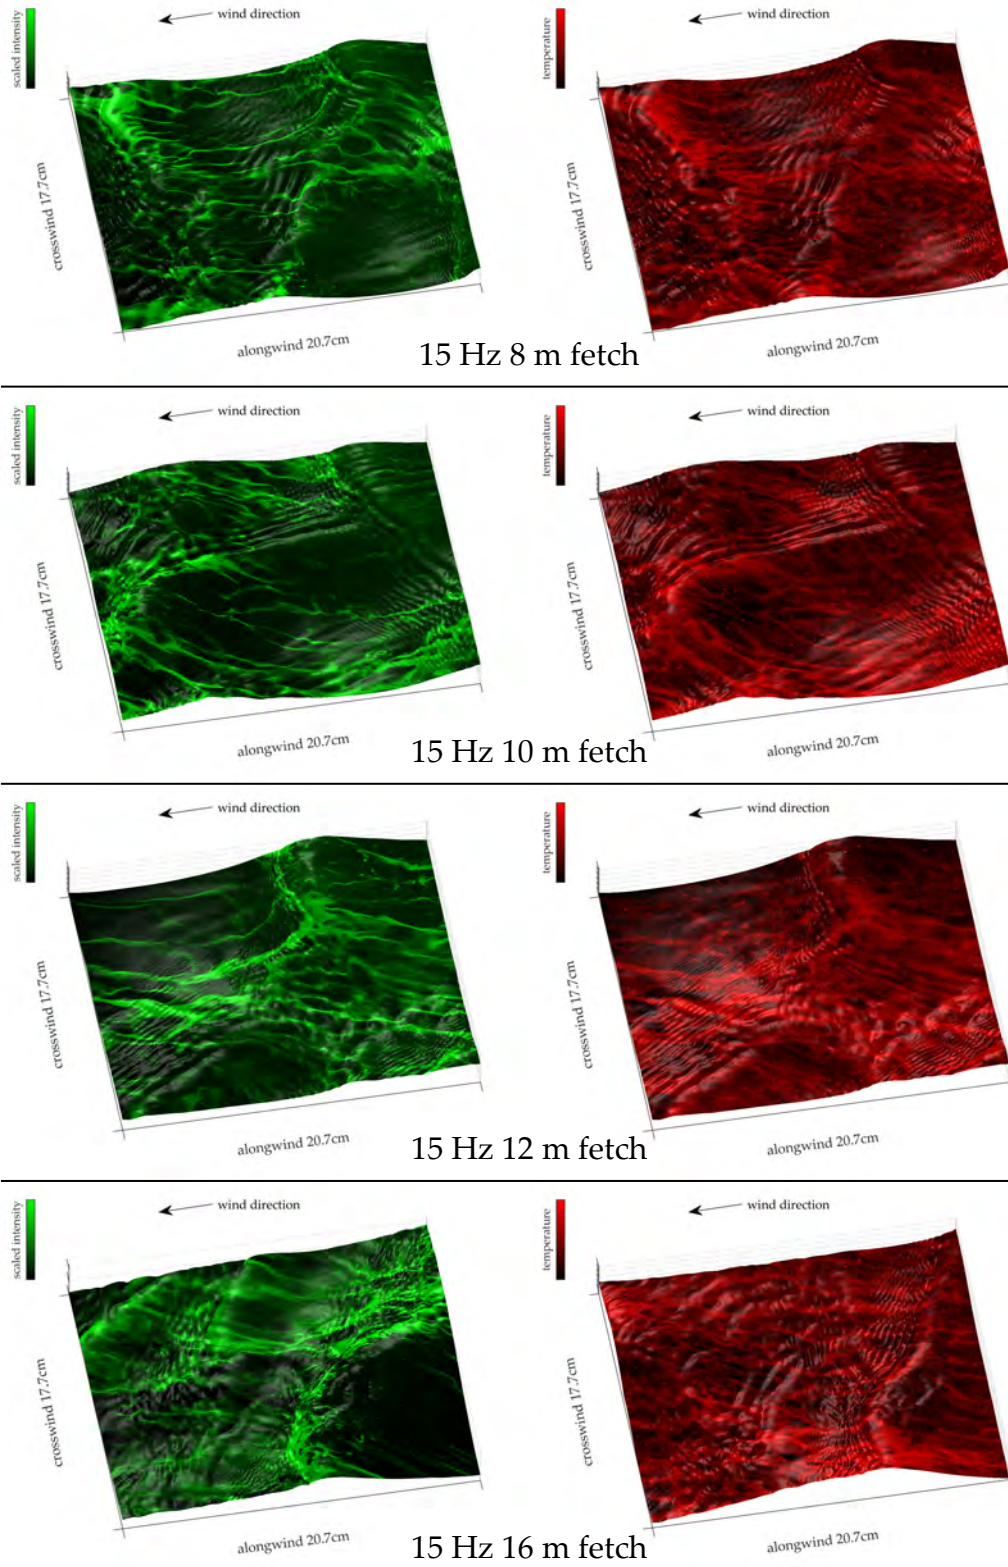 scaled intensity
wind direction
crosswind 17.7cm
alongwind 20.7cm
temperature
wind direction
crosswind 17.7cm
alongwind 20.7cm
15 Hz 8 m fetch
scaled intensity
wind direction
crosswind 17.7cm
alongwind 20.7cm
temperature
wind direction
crosswind 17.7cm
alongwind 20.7cm
15 Hz 10 m fetch
scaled intensity
wind direction
crosswind 17.7cm
alongwind 20.7cm
temperature
wind direction
crosswind 17.7cm
alongwind 20.7cm
15 Hz 12 m fetch
scaled intensity
wind direction
crosswind 17.7cm
alongwind 20.7cm
temperature
wind direction
crosswind 17.7cm
alongwind 20.7cm
15 Hz 16 m fetch